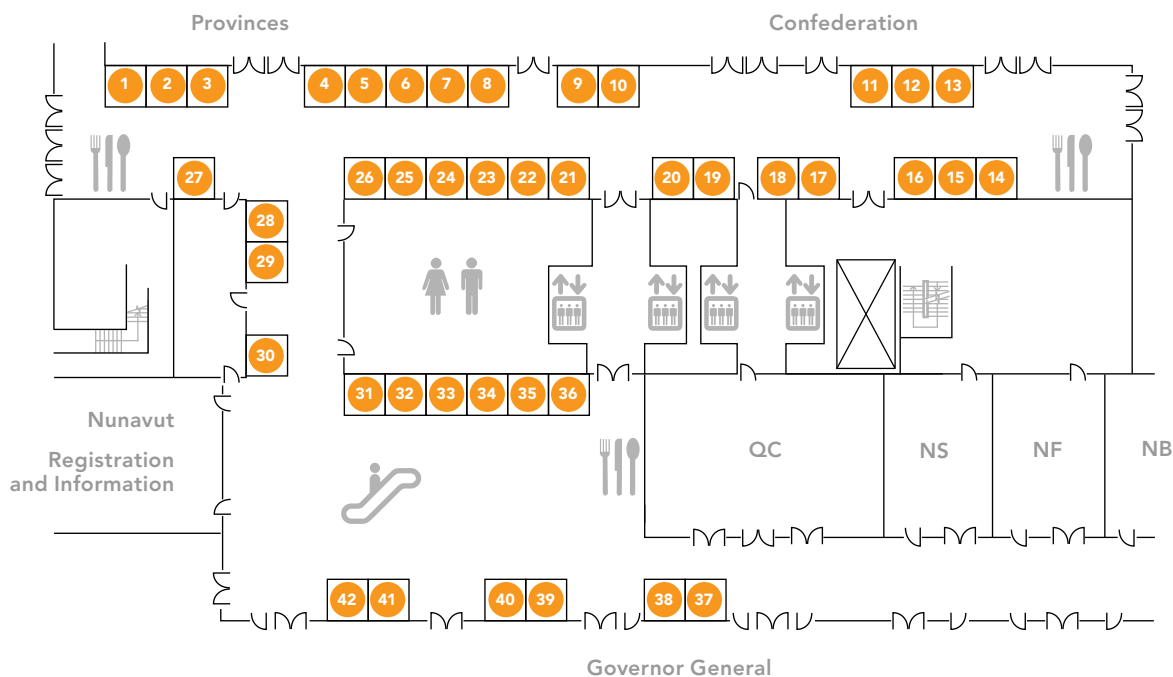 Provinces Confederation
1 2 3 4 5 6 7 8 9 10 11 12 13
27 26 25 24 23 22 21 20 19 18 17 16 15 14
28
29
30
31 32 33 34 35 36
Nunavut
Registration
and Information
QC NS NF NB
42 41 40 39 38 37
Governor General